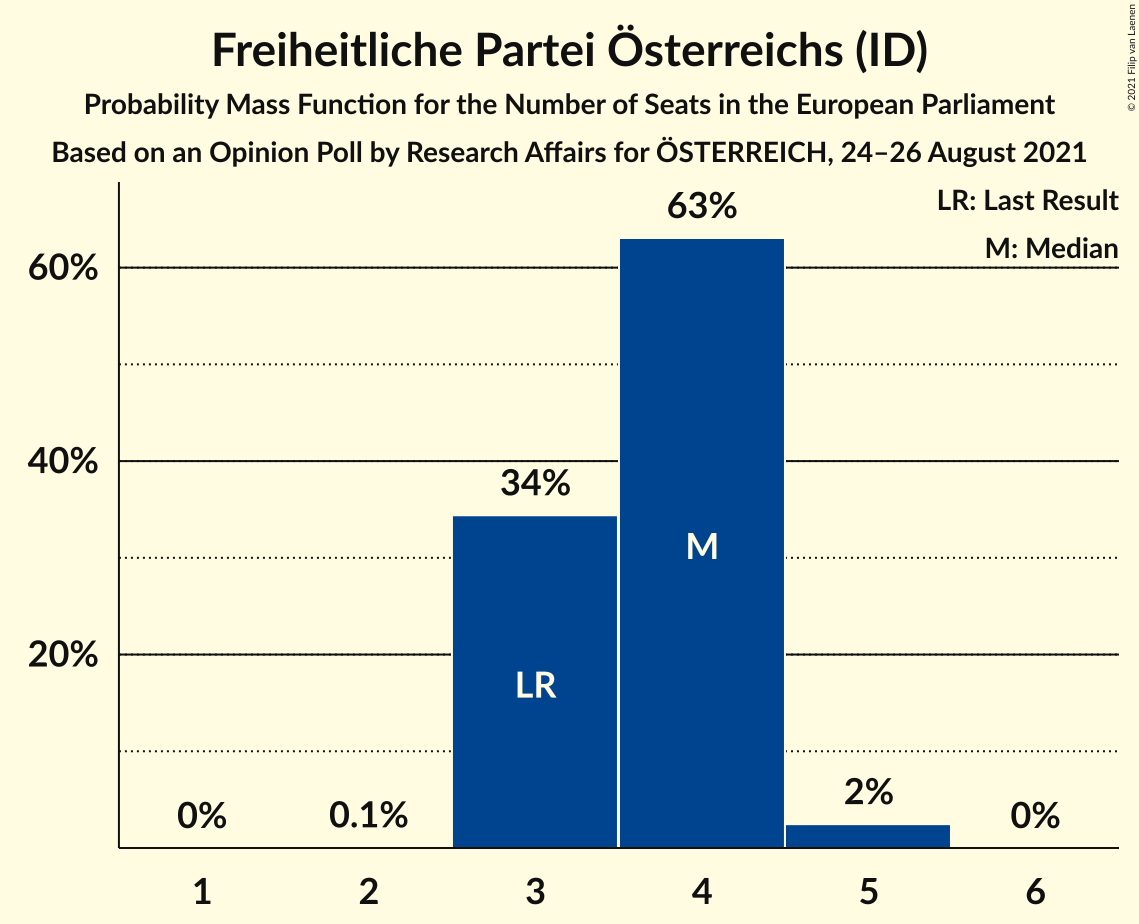 Freiheitliche Partei Österreichs (ID)
Probability Mass Function for the Number of Seats in the European Parliament
Based on an Opinion Poll by Research Affairs for ÖSTERREICH, 24–26 August 2021
© 2021 Filip van Laenen
LR: Last Result
M: Median
60%
40%
20%
0%
0.1%
34%
63%
2%
0%
LR
M
1
2
3
4
5
6